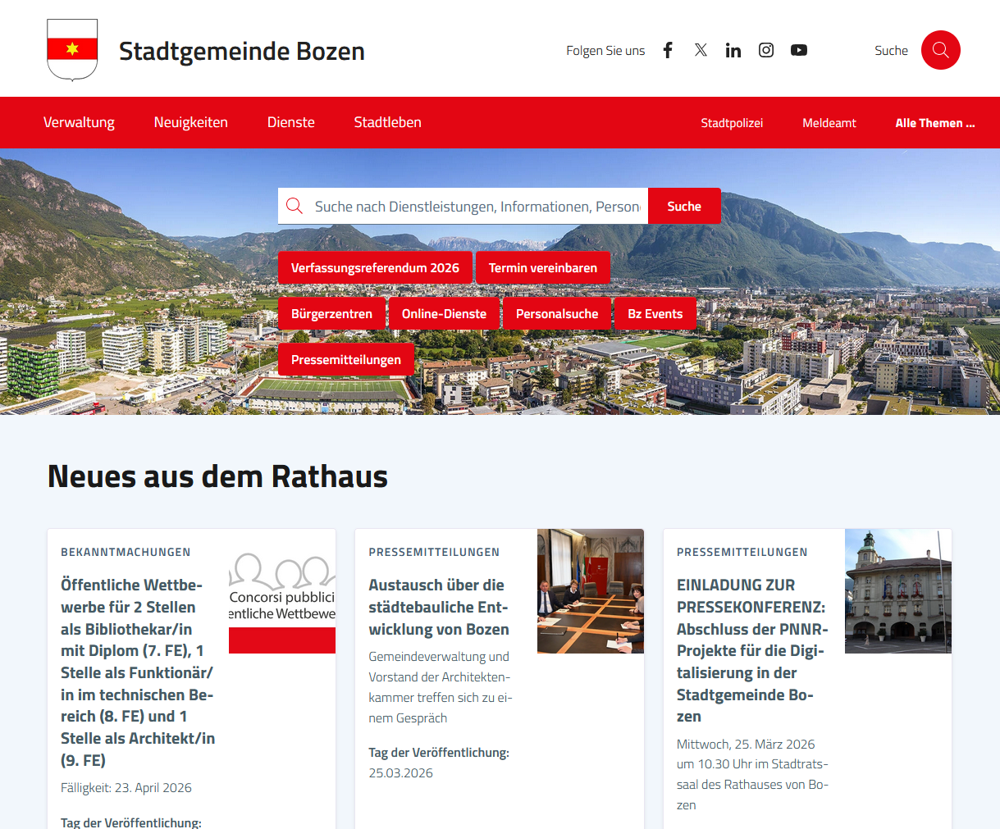 Stadtgemeinde Bozen
Folgen Sie uns
Suche
Verwaltung
Neuigkeiten
Dienste
Stadtleben
Stadtpolizei
Meldeamt
Alle Themen ...
Suche nach Dienstleistungen, Informationen, Person
Suche
Verfassungsreferendum 2026
Termin vereinbaren
Bürgerzentren
Online-Dienste
Personalsuche
Bz Events
Pressemitteilungen
Neues aus dem Rathaus
BEKANNTMACHUNGEN
Öffentliche Wettbe-
werbe für 2 Stellen
als Bibliothekar/in
mit Diplom (7. FE), 1
Stelle als Funktionär/
in im technischen Be-
reich (8. FE) und 1
Stelle als Architekt/in
(9. FE)
Fälligkeit: 23. April 2026
Tag der Veröffentlichung:
Concorsi pubblici
entliche Wettbewe
PRESSEMITTEILUNGEN
Austausch über die
städtebauliche Ent-
wicklung von Bozen
Gemeindeverwaltung und
Vorstand der Architekten-
kammer treffen sich zu ei-
nem Gespräch
Tag der Veröffentlichung:
25.03.2026
PRESSEMITTEILUNGEN
EINLADUNG ZUR
PRESSEKONFERENZ:
Abschluss der PNNR-
Projekte für die Digi-
talisierung in der
Stadtgemeinde Bo-
zen
Mittwoch, 25. März 2026
um 10.30 Uhr im Stadtrats-
saal des Rathauses von Bo-
zen